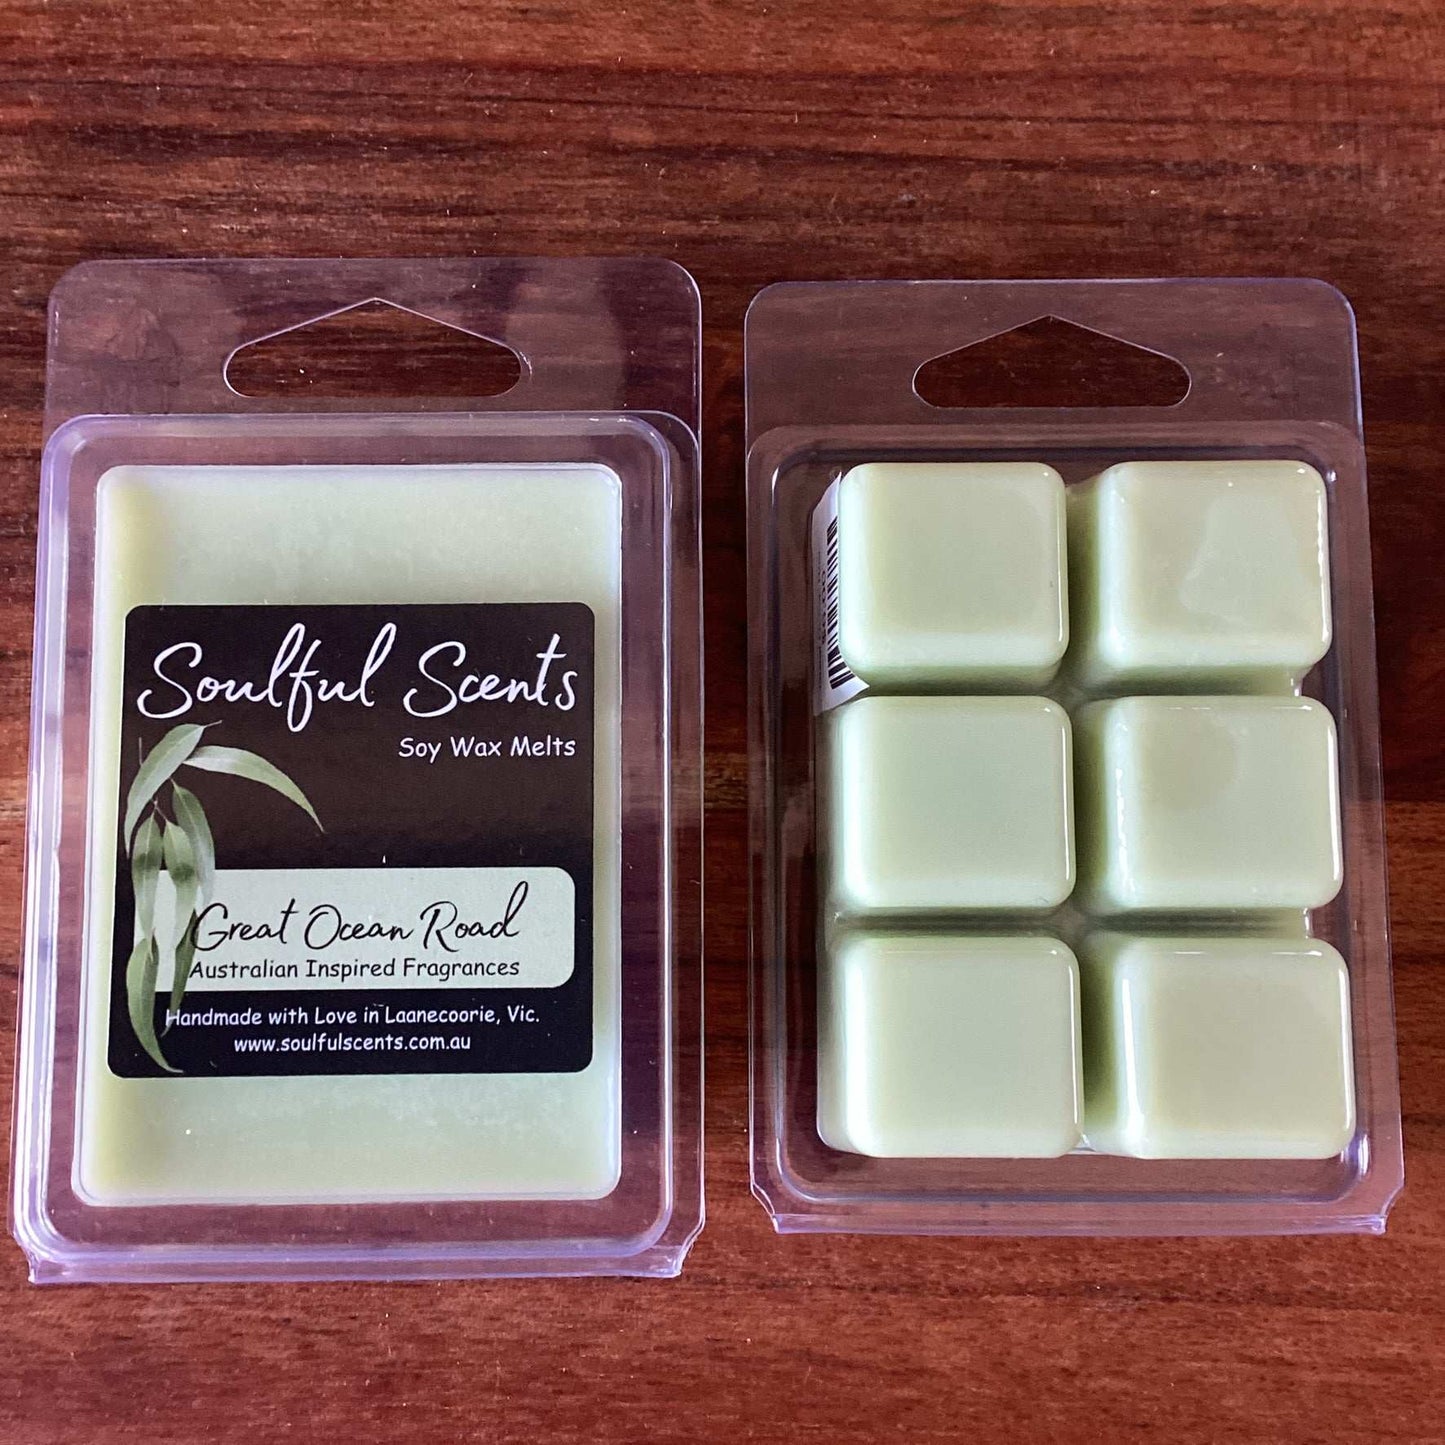 Soulful Scents
Soy Wax Melts
Great Ocean Road
Australian Inspired Fragrances
Handmade with Love in Laanecoorie, Vic.
www.soulfulscents.com.au